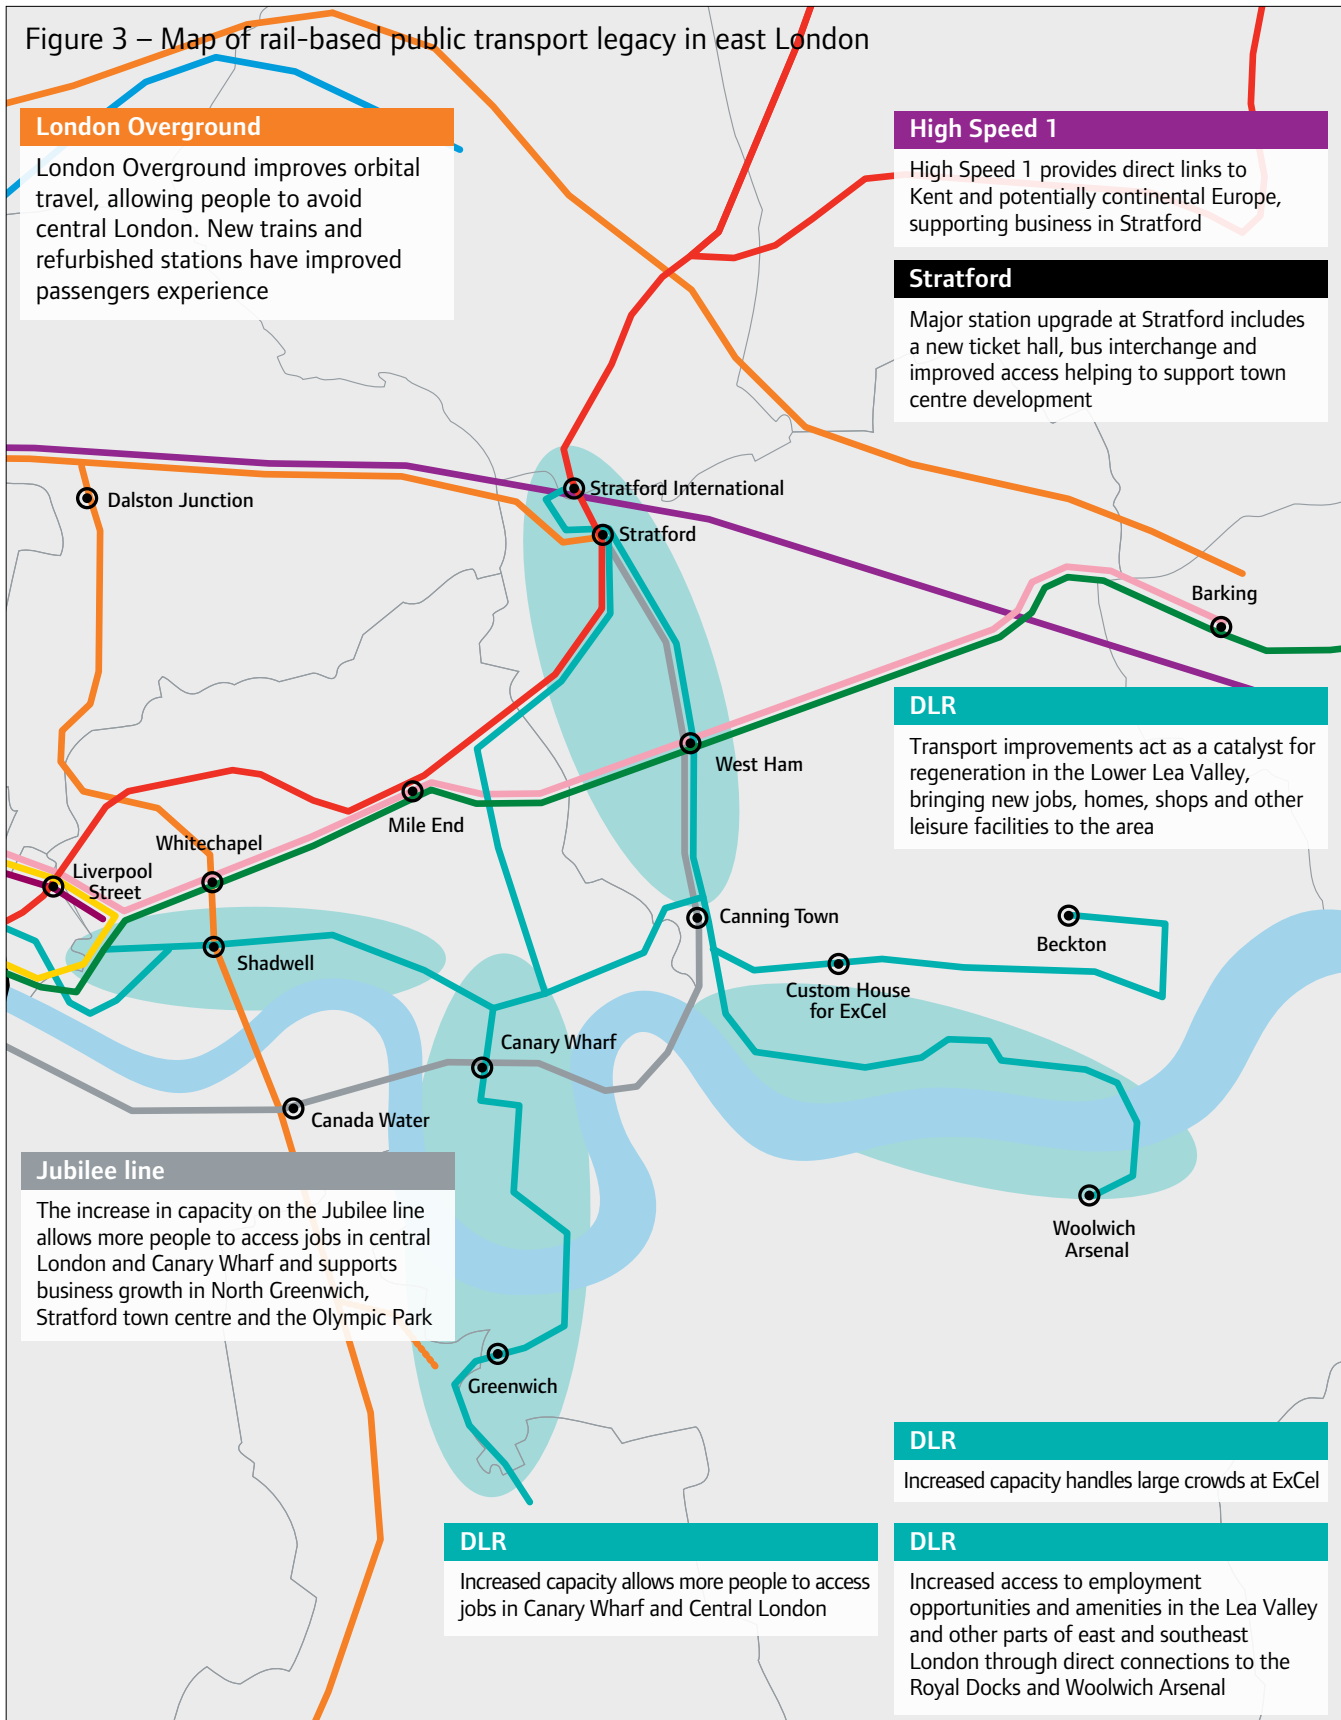 Figure 3 – Map of rail-based public transport legacy in east London
London Overground
London Overground improves orbital
travel, allowing people to avoid
central London. New trains and
refurbished stations have improved
passengers experience
High Speed 1
High Speed 1 provides direct links to
Kent and potentially continental Europe,
supporting business in Stratford
Stratford
Major station upgrade at Stratford includes
a new ticket hall, bus interchange and
improved access helping to support town
centre development
Dalston Junction
Stratford International
Stratford
Barking
DLR
Transport improvements act as a catalyst for
regeneration in the Lower Lea Valley,
bringing new jobs, homes, shops and other
leisure facilities to the area
West Ham
Mile End
Whitechapel
Liverpool
Street
Canning Town
Beckton
Shadwell
Custom House
for ExCel
Canary Wharf
Canada Water
Jubilee line
The increase in capacity on the Jubilee line
allows more people to access jobs in central
London and Canary Wharf and supports
business growth in North Greenwich,
Stratford town centre and the Olympic Park
Woolwich
Arsenal
Greenwich
DLR
Increased capacity handles large crowds at ExCel
DLR
Increased capacity allows more people to access
jobs in Canary Wharf and Central London
DLR
Increased access to employment
opportunities and amenities in the Lea Valley
and other parts of east and southeast
London through direct connections to the
Royal Docks and Woolwich Arsenal